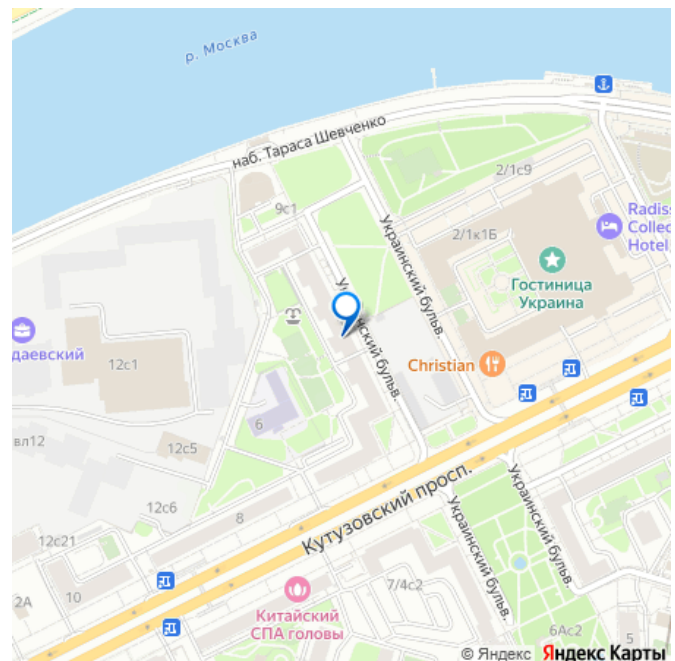 р. Москва
наб. Тараса Шевченко
2/1с9
9с1
Украинский бульв.
2/1к1Б
Radiss
Collec
Hotel
Гостиница
Украина
Украинский бульв.
даевский
12с1
Christian
6
вл12
12с5
12с6
8
Кутузовский просп.
12с21
Украинский бульв.
Украинский бульв.
2А
10
7/4с2
Китайский
СПА головы
6Ас2
5
© Яндекс Яндекс Карты